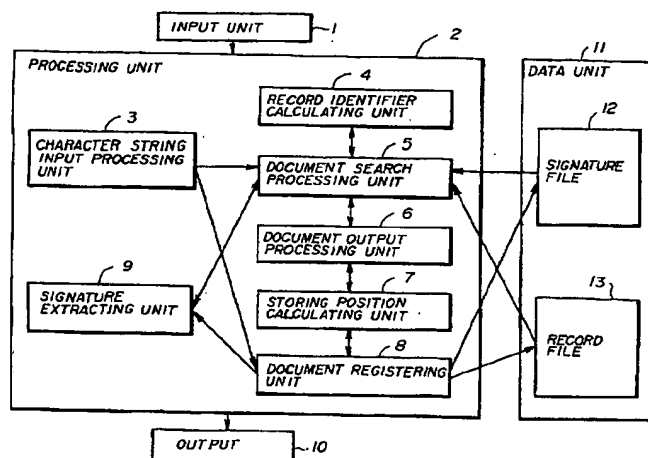 INPUT UNIT
1
2
PROCESSING UNIT
4
RECORD IDENTIFIER
CALCULATING UNIT
3
CHARACTER STRING
INPUT PROCESSING
UNIT
5
DOCUMENT SEARCH
PROCESSING UNIT
6
DOCUMENT OUTPUT
PROCESSING UNIT
9
SIGNATURE
EXTRACTING UNIT
7
STORING POSITION
CALCULATING UNIT
8
DOCUMENT REGISTERING
UNIT
OUTPUT
10
11
DATA UNIT
12
SIGNATURE
FILE
13
RECORD
FILE